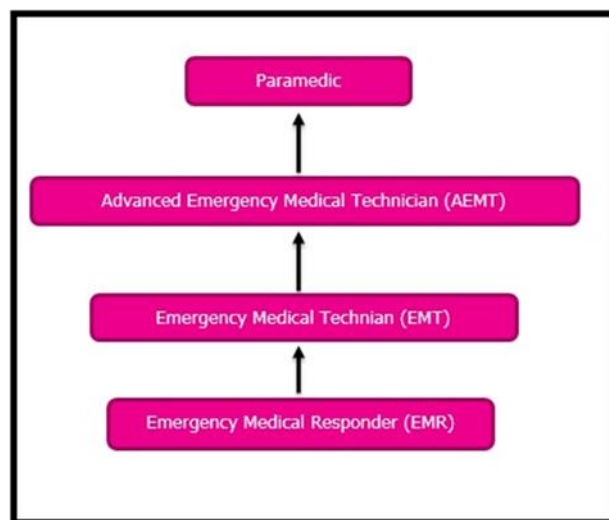 Paramedic
Advanced Emergency Medical Technician (AEMT)
Emergency Medical Technian (EMT)
Emergency Medical Responder (EMR)